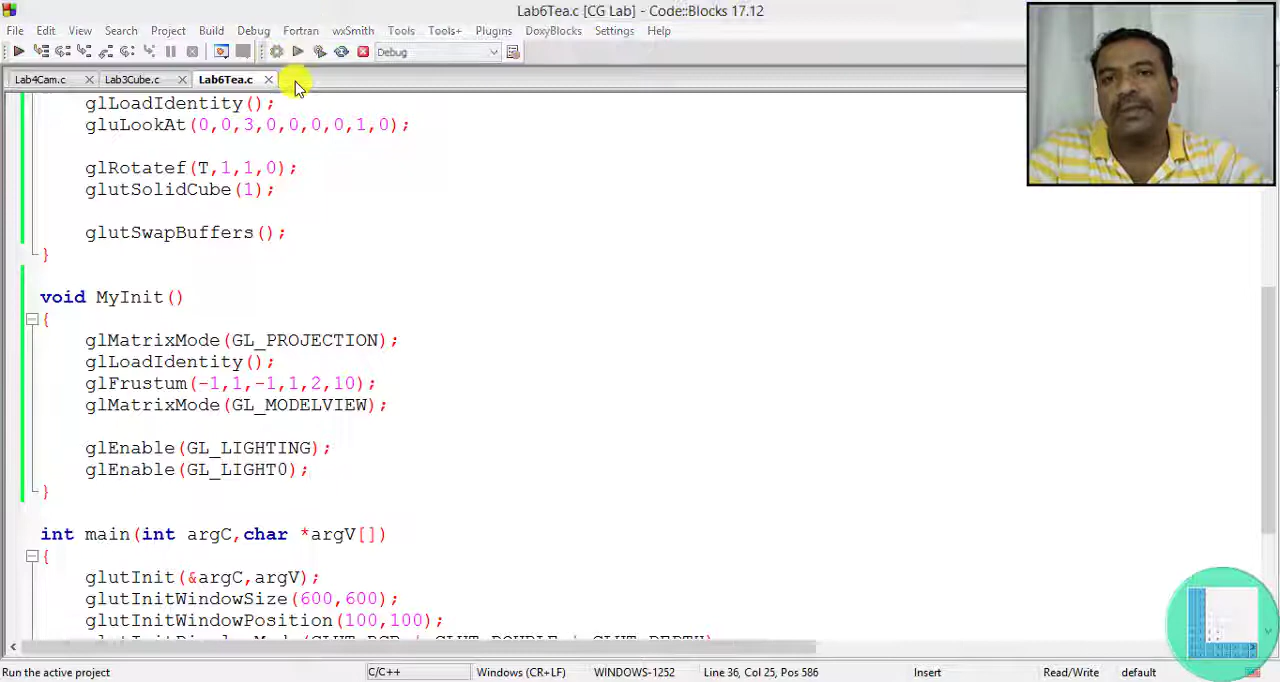 Lab6Tea.c [CG Lab] - Code::Blocks 17.12
File Edit View Search Project Build Debug Fortran wxSmith Tools Tools+ Plugins DoxyBlocks Settings Help
Debug
Lab4Cam.c Lab3Cube.c Lab6Tea.c
glLoadIdentity();
gluLookAt(0,0,3,0,0,0,0,1,0);
glRotatef(T,1,1,0);
glutSolidCube(1);
glutSwapBuffers();
}
void MyInit()
{
glMatrixMode(GL_PROJECTION);
glLoadIdentity();
glFrustum(-1,1,-1,1,2,10);
glMatrixMode(GL_MODELVIEW);
glEnable(GL_LIGHTING);
glEnable(GL_LIGHT0);
}
int main(int argC,char *argV[])
{
glutInit(&argC,argV);
glutInitWindowSize(600,600);
glutInitWindowPosition(100,100);
glutInitDisplayMode(GLUT_RGB | GLUT_DOUBLE | GLUT_DEPTH)
Run the active project C/C++ Windows (CR+LF) WINDOWS-1252 Line 36, Col 25, Pos 586 Insert Read/Write default